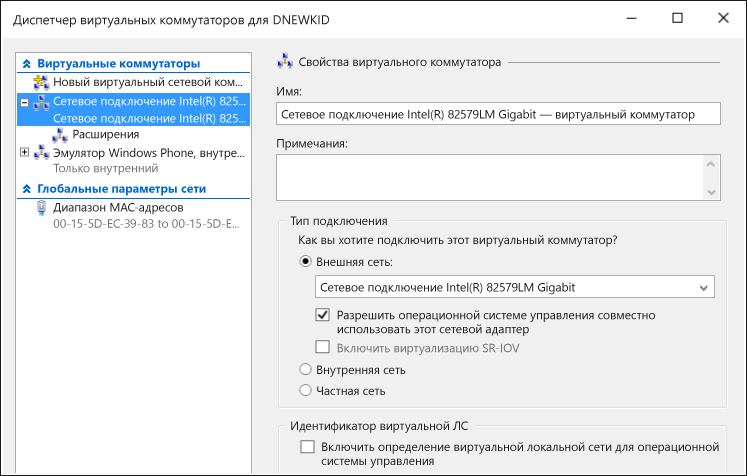 Диспетчер виртуальных коммутаторов для DNEWKID
Виртуальные коммутаторы
Новый виртуальный сетевой ком...
Сетевое подключение Intel(R) 825...
Сетевое подключение Intel(R) 825...
Расширения
Эмулятор Windows Phone, внутре...
Только внутренний
Глобальные параметры сети
Диапазон MAC-адресов
00-15-5D-EC-39-83 to 00-15-5D-E...
Свойства виртуального коммутатора
Имя:
Сетевое подключение Intel(R) 82579LM Gigabit — виртуальный коммутатор
Примечания:
Тип подключения
Как вы хотите подключить этот виртуальный коммутатор?
Внешняя сеть:
Сетевое подключение Intel(R) 82579LM Gigabit
Разрешить операционной системе управления совместно
использовать этот сетевой адаптер
Включить виртуализацию SR-IOV
Внутренняя сеть
Частная сеть
Идентификатор виртуальной ЛС
Включить определение виртуальной локальной сети для операционной
системы управления